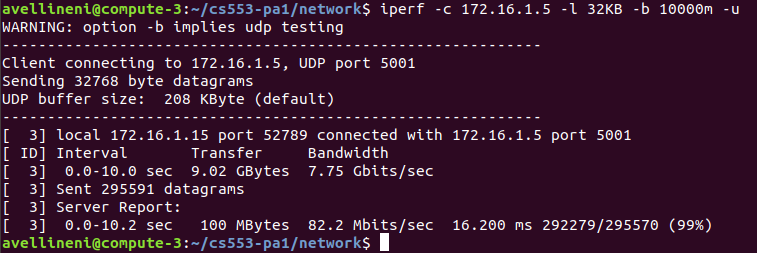 avellineni@compute-3:~/cs553-pa1/network$ iperf -c 172.16.1.5 -l 32KB -b 10000m -u
WARNING: option -b implies udp testing
------------------------------------------------------------
Client connecting to 172.16.1.5, UDP port 5001
Sending 32768 byte datagrams
UDP buffer size:  208 KByte (default)
------------------------------------------------------------
[  3] local 172.16.1.15 port 52789 connected with 172.16.1.5 port 5001
[ ID] Interval       Transfer     Bandwidth
[  3]  0.0-10.0 sec  9.02 GBytes  7.75 Gbits/sec
[  3] Sent 295591 datagrams
[  3] Server Report:
[  3]  0.0-10.2 sec   100 MBytes  82.2 Mbits/sec  16.200 ms 292279/295570 (99%)
avellineni@compute-3:~/cs553-pa1/network$